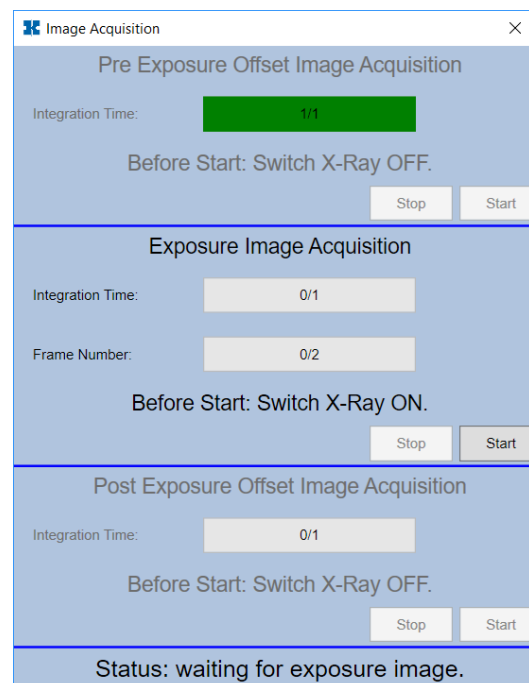 Image Acquisition
Pre Exposure Offset Image Acquisition
Integration Time: 1/1
Before Start: Switch X-Ray OFF.
Stop Start
Exposure Image Acquisition
Integration Time: 0/1
Frame Number: 0/2
Before Start: Switch X-Ray ON.
Stop Start
Post Exposure Offset Image Acquisition
Integration Time: 0/1
Before Start: Switch X-Ray OFF.
Stop Start
Status: waiting for exposure image.